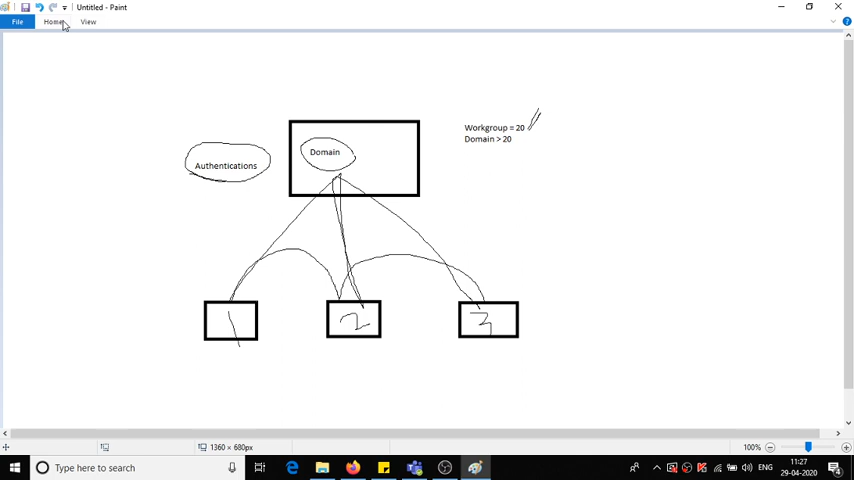 Untitled - Paint
File
Home
View
Workgroup = 20
Domain > 20
Domain
Authentications
1
2
3
1360 × 680px
100%
Type here to search
ENG
11:27
29-04-2020
4